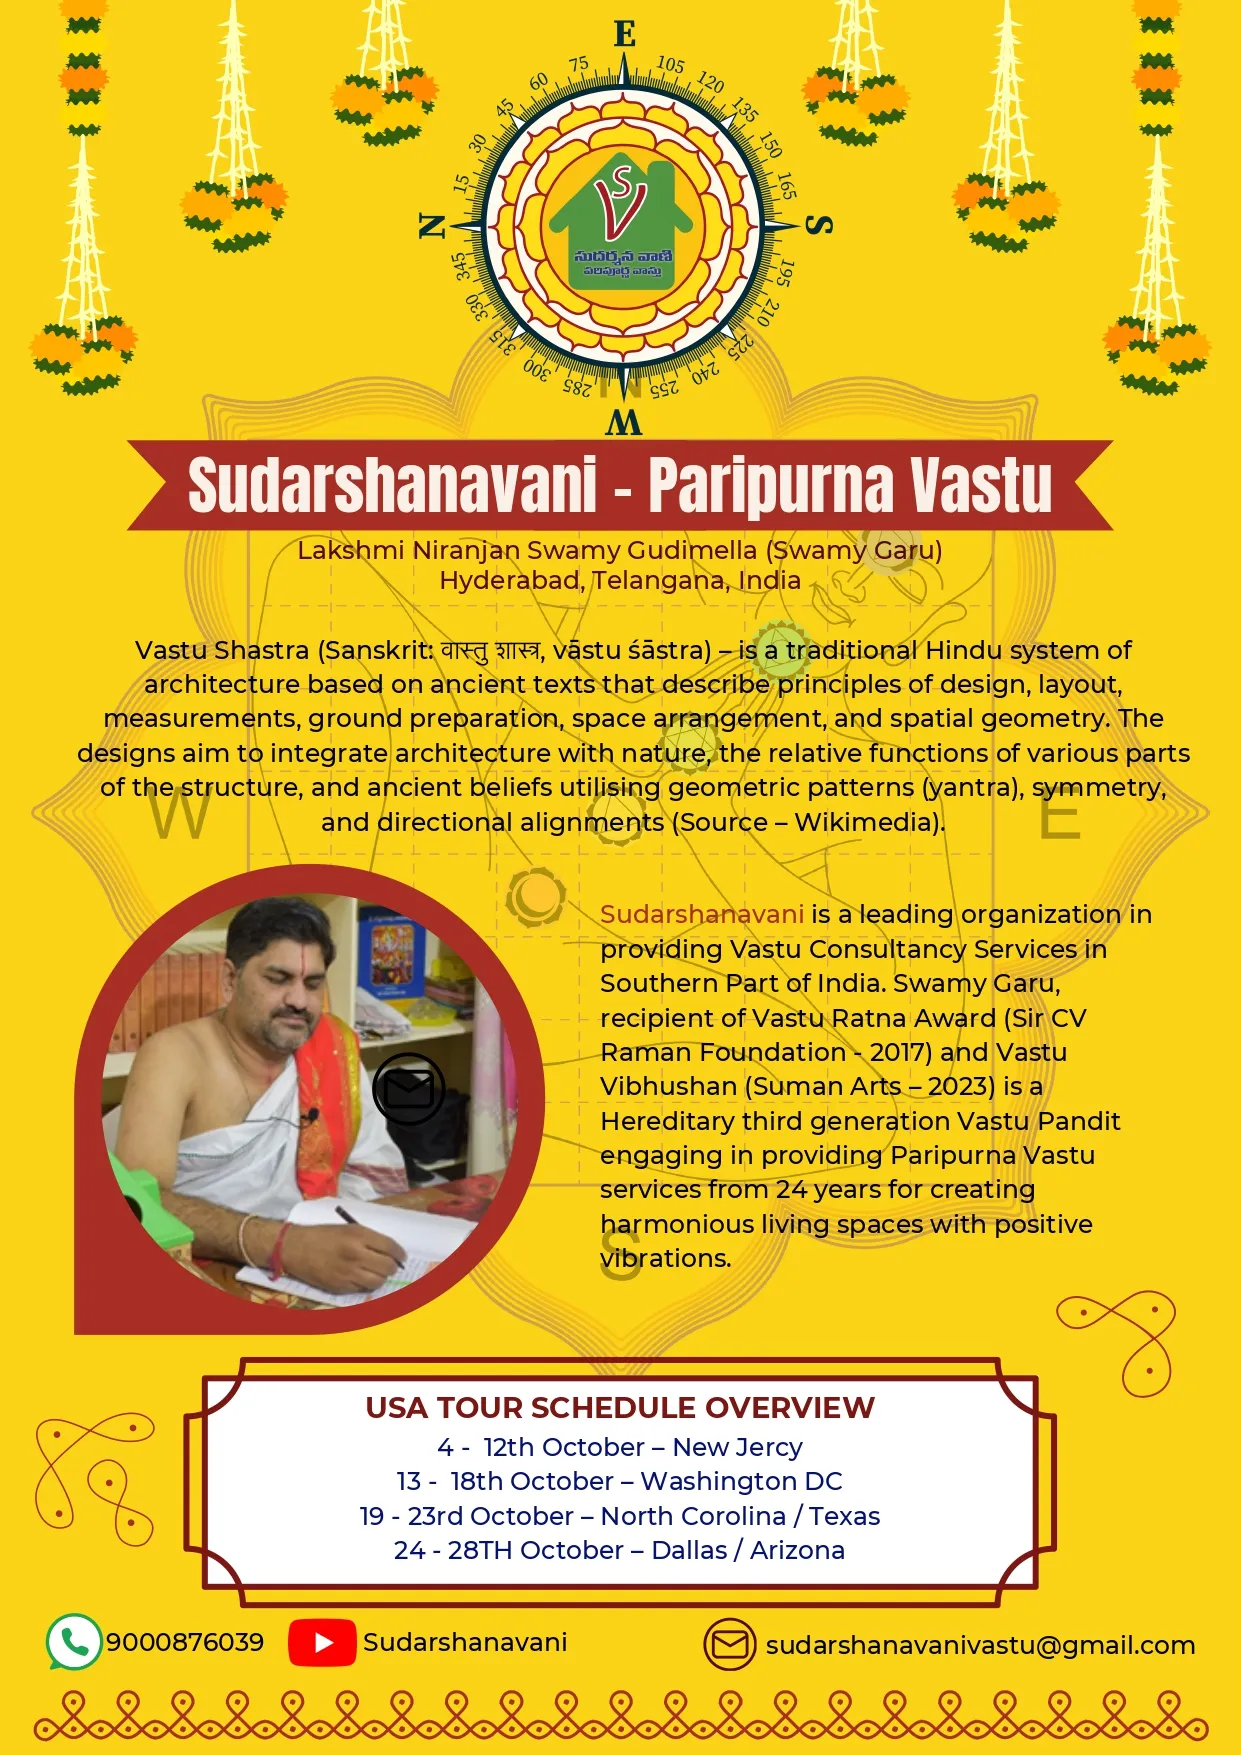 E
75
105
60
120
45
135
30
150
15
165
N
S
సుదర్శన వాణి
పరిపూర్ణ వాస్తు
345
195
330
210
315
225
300
240
285
255
N
W
Sudarshanavani - Paripurna Vastu
Lakshmi Niranjan Swamy Gudimella (Swamy Garu)
Hyderabad, Telangana, India
Vastu Shastra (Sanskrit: वास्तु शास्त्र, vāstu śāstra) – is a traditional Hindu system of
architecture based on ancient texts that describe principles of design, layout,
measurements, ground preparation, space arrangement, and spatial geometry. The
designs aim to integrate architecture with nature, the relative functions of various parts
of the structure, and ancient beliefs utilising geometric patterns (yantra), symmetry,
and directional alignments (Source – Wikimedia).
W
E
Sudarshanavani is a leading organization in
providing Vastu Consultancy Services in
Southern Part of India. Swamy Garu,
recipient of Vastu Ratna Award (Sir CV
Raman Foundation - 2017) and Vastu
Vibhushan (Suman Arts – 2023) is a
Hereditary third generation Vastu Pandit
engaging in providing Paripurna Vastu
services from 24 years for creating
harmonious living spaces with positive
vibrations.
S
USA TOUR SCHEDULE OVERVIEW
4 - 12th October – New Jercy
13 - 18th October – Washington DC
19 - 23rd October – North Corolina / Texas
24 - 28TH October – Dallas / Arizona
9000876039
Sudarshanavani
sudarshanavanivastu@gmail.com